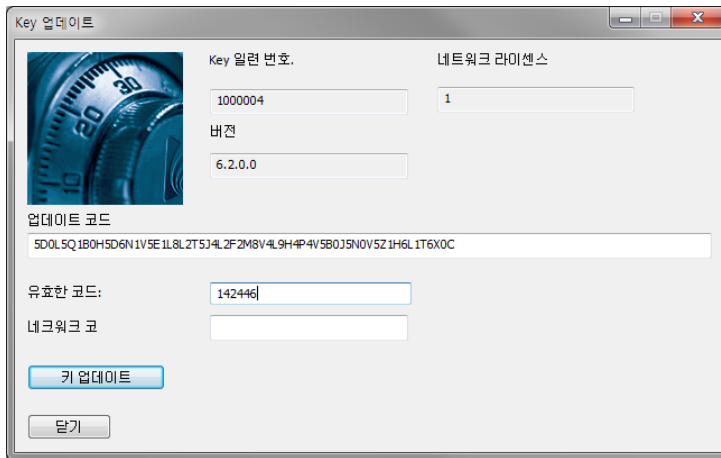 Key 업데이트
Key 일련 번호.
네트워크 라이센스
1000004
1
버전
6.2.0.0
업데이트 코드
5D0L5Q1B0H5D6N1V5E1L8L2T5J4L2F2M8V4L9H4P4V5B0J5N0V5Z1H6L1T6X0C
유효한 코드:
142446
네크워크 코
키 업데이트
닫기